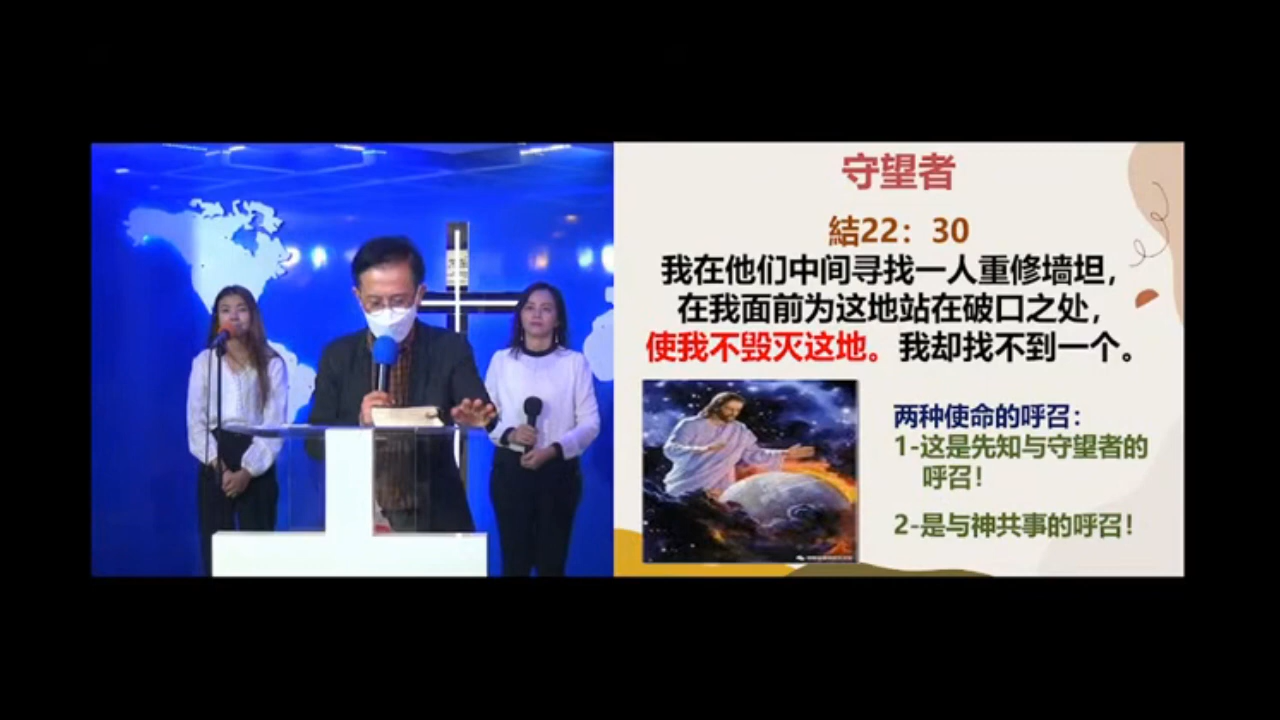 守望者
結22：30
我在他们中间寻找一人重修墙坦，
在我面前为这地站在破口之处，
使我不毁灭这地。我却找不到一个。
两种使命的呼召：
1-这是先知与守望者的
呼召！
2-是与神共事的呼召！